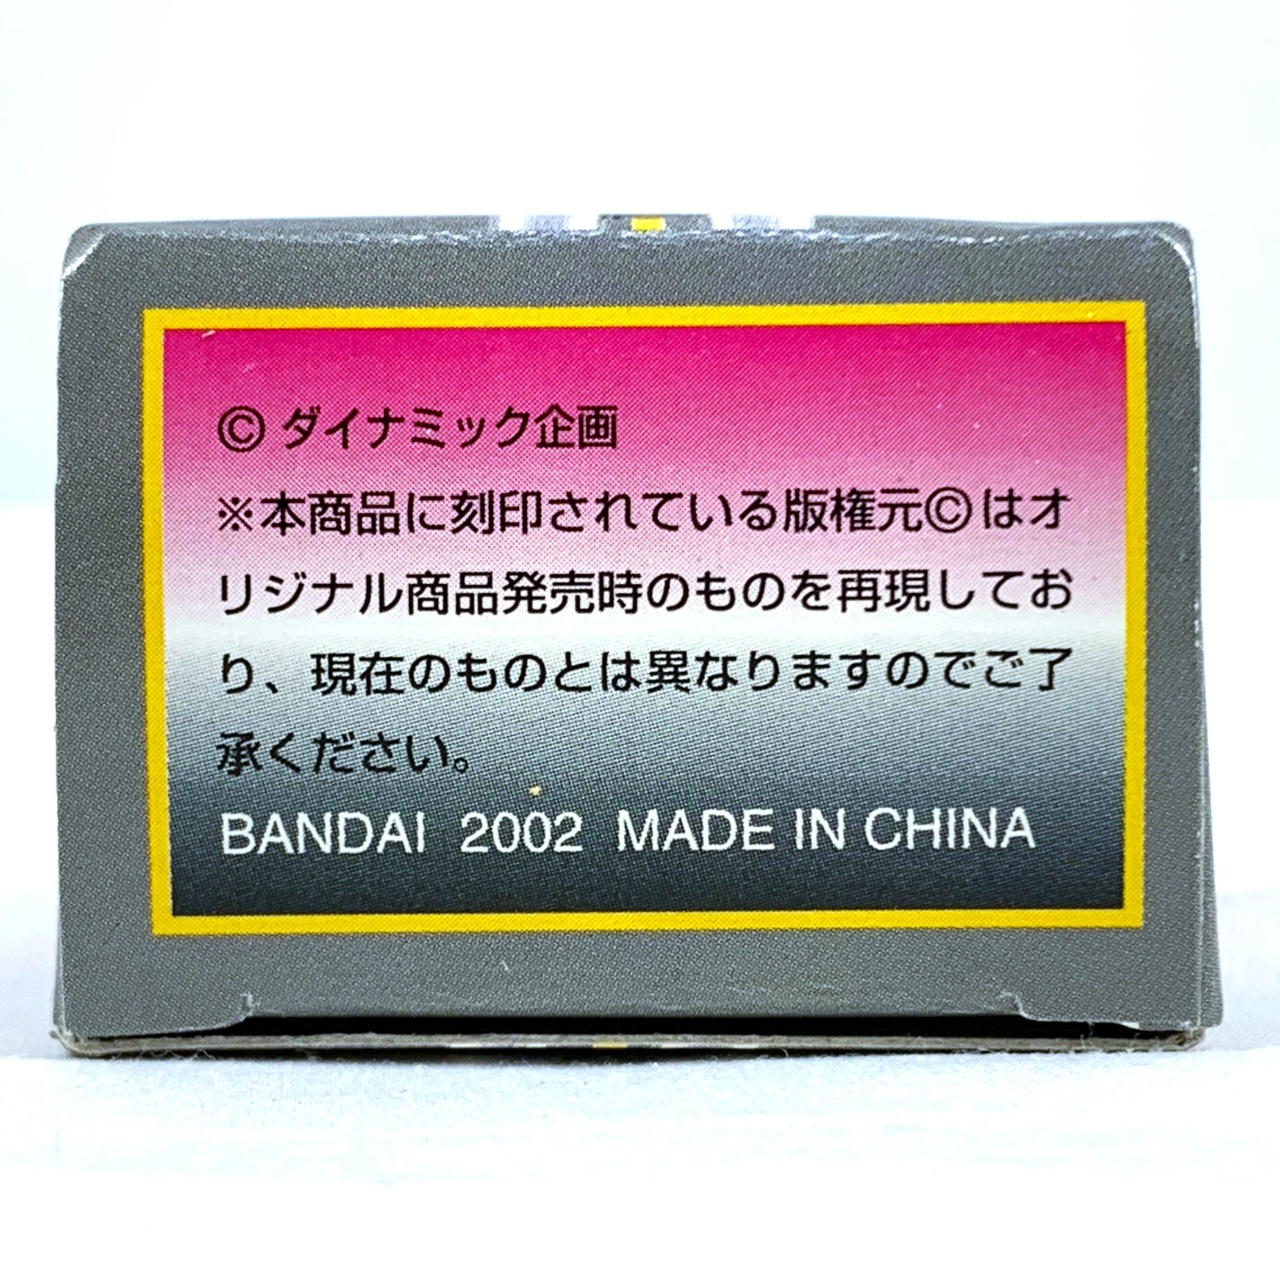 © ダイナミック企画
※本商品に刻印されている版権元©はオ
リジナル商品発売時のものを再現してお
り、現在のものとは異なりますのでご了
承ください。
BANDAI 2002 MADE IN CHINA